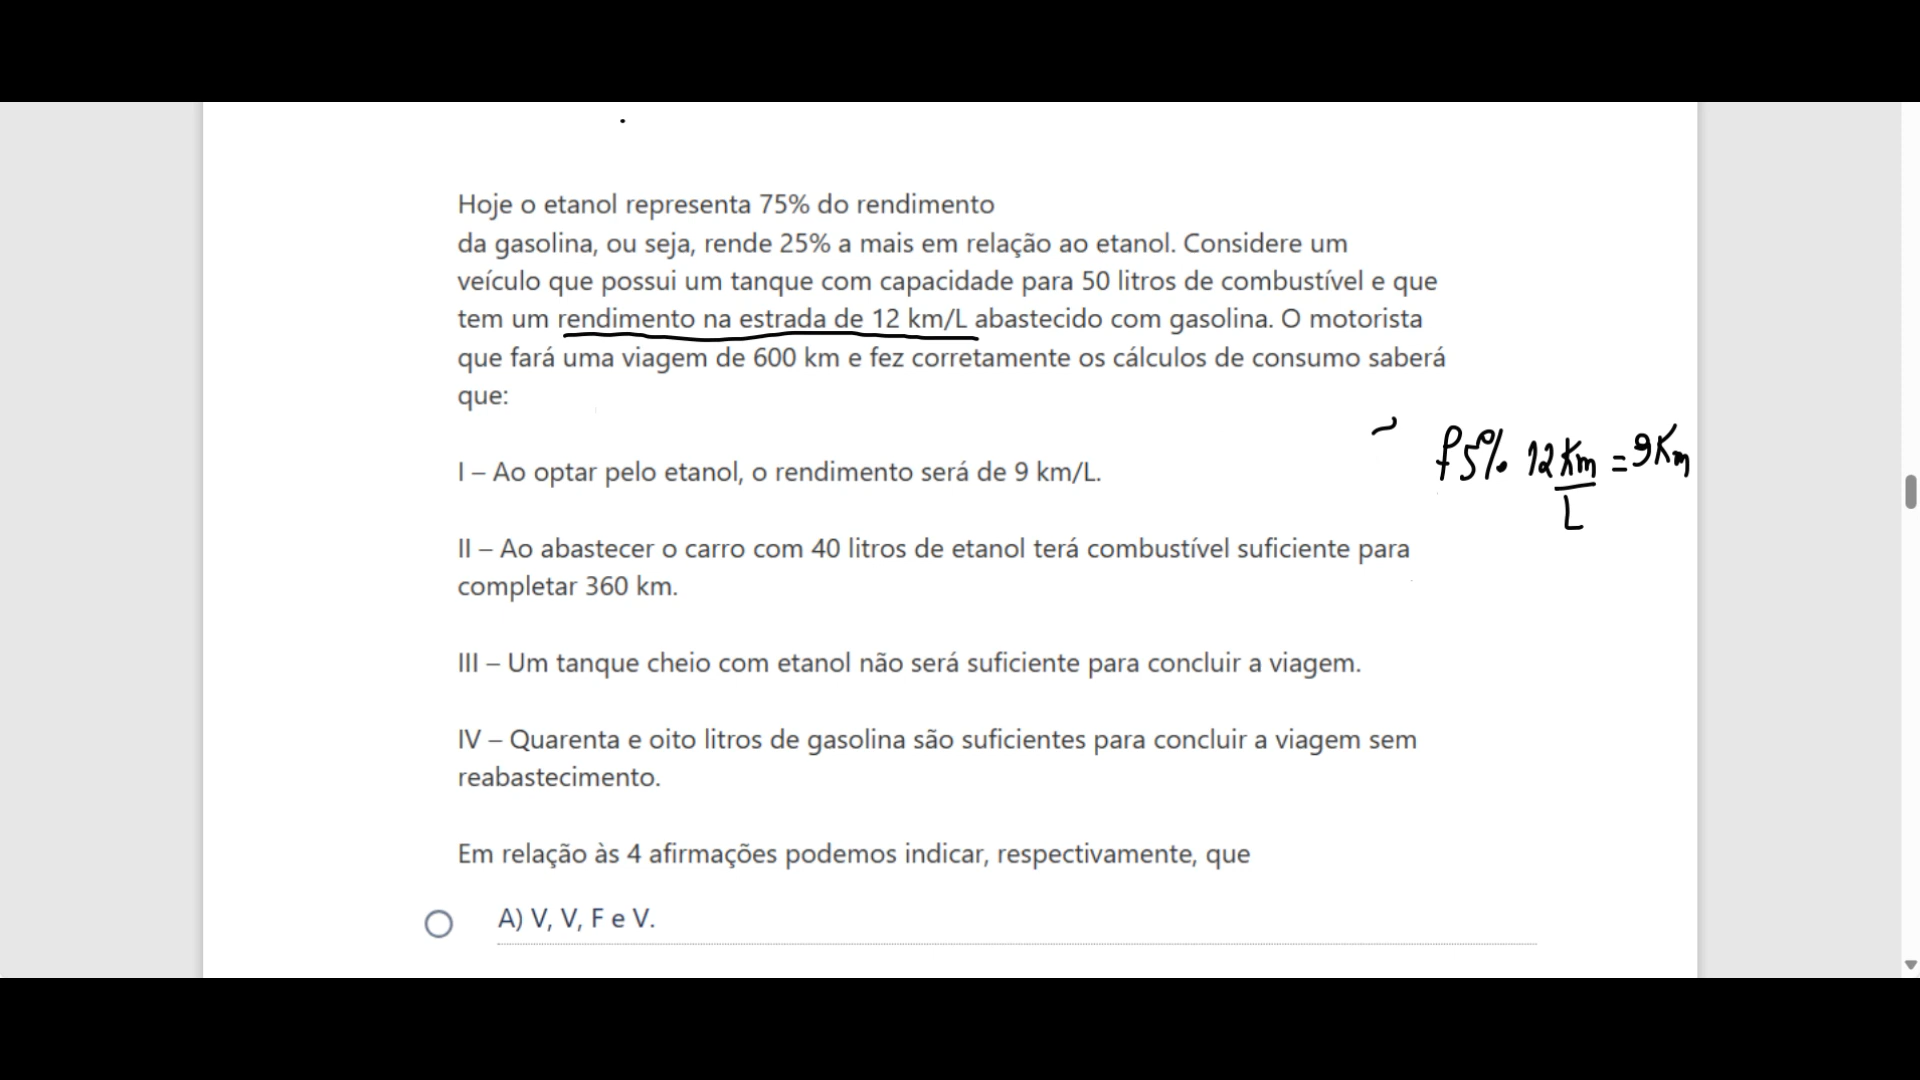 Hoje o etanol representa 75% do rendimento
da gasolina, ou seja, rende 25% a mais em relação ao etanol. Considere um
veículo que possui um tanque com capacidade para 50 litros de combustível e que
tem um rendimento na estrada de 12 km/L abastecido com gasolina. O motorista
que fará uma viagem de 600 km e fez corretamente os cálculos de consumo saberá
que:
75% 12 Km = 9 Km
L
I – Ao optar pelo etanol, o rendimento será de 9 km/L.
II – Ao abastecer o carro com 40 litros de etanol terá combustível suficiente para
completar 360 km.
III – Um tanque cheio com etanol não será suficiente para concluir a viagem.
IV – Quarenta e oito litros de gasolina são suficientes para concluir a viagem sem
reabastecimento.
Em relação às 4 afirmações podemos indicar, respectivamente, que
A) V, V, F e V.